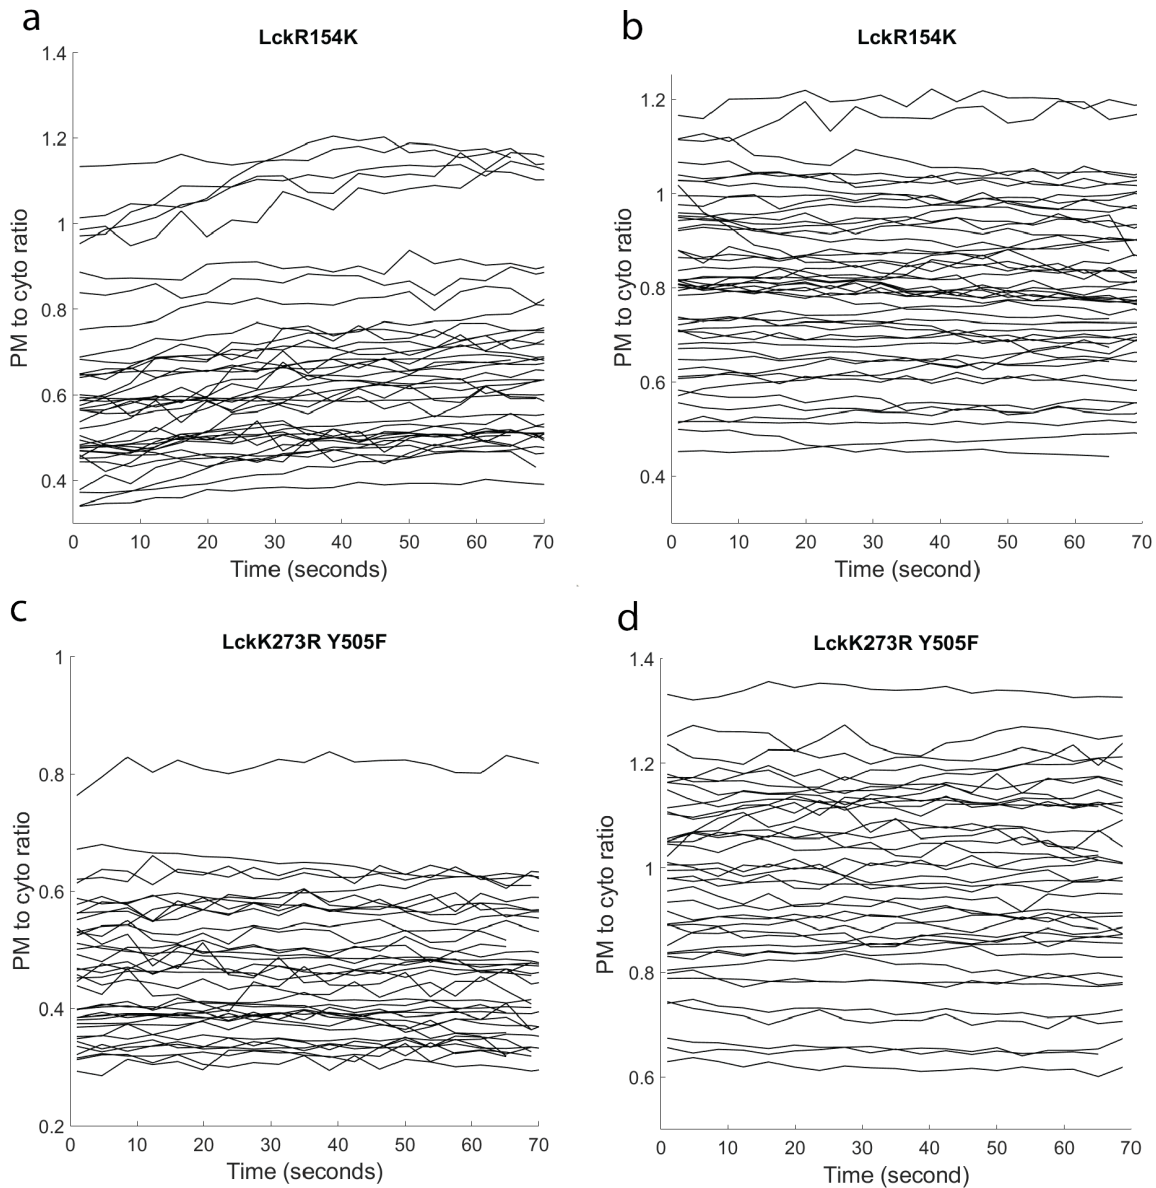 a
LckR154K
1.4
1.2
1
0.8
0.6
0.4
PM to cyto ratio
0 10 20 30 40 50 60 70
Time (seconds)
b
LckR154K
1.2
1
0.8
0.6
0.4
PM to cyto ratio
0 10 20 30 40 50 60 70
Time (second)
c
LckK273R Y505F
1
0.8
0.6
0.4
0.2
PM to cyto ratio
0 10 20 30 40 50 60 70
Time (seconds)
d
LckK273R Y505F
1.4
1.2
1
0.8
0.6
PM to cyto ratio
0 10 20 30 40 50 60 70
Time (second)